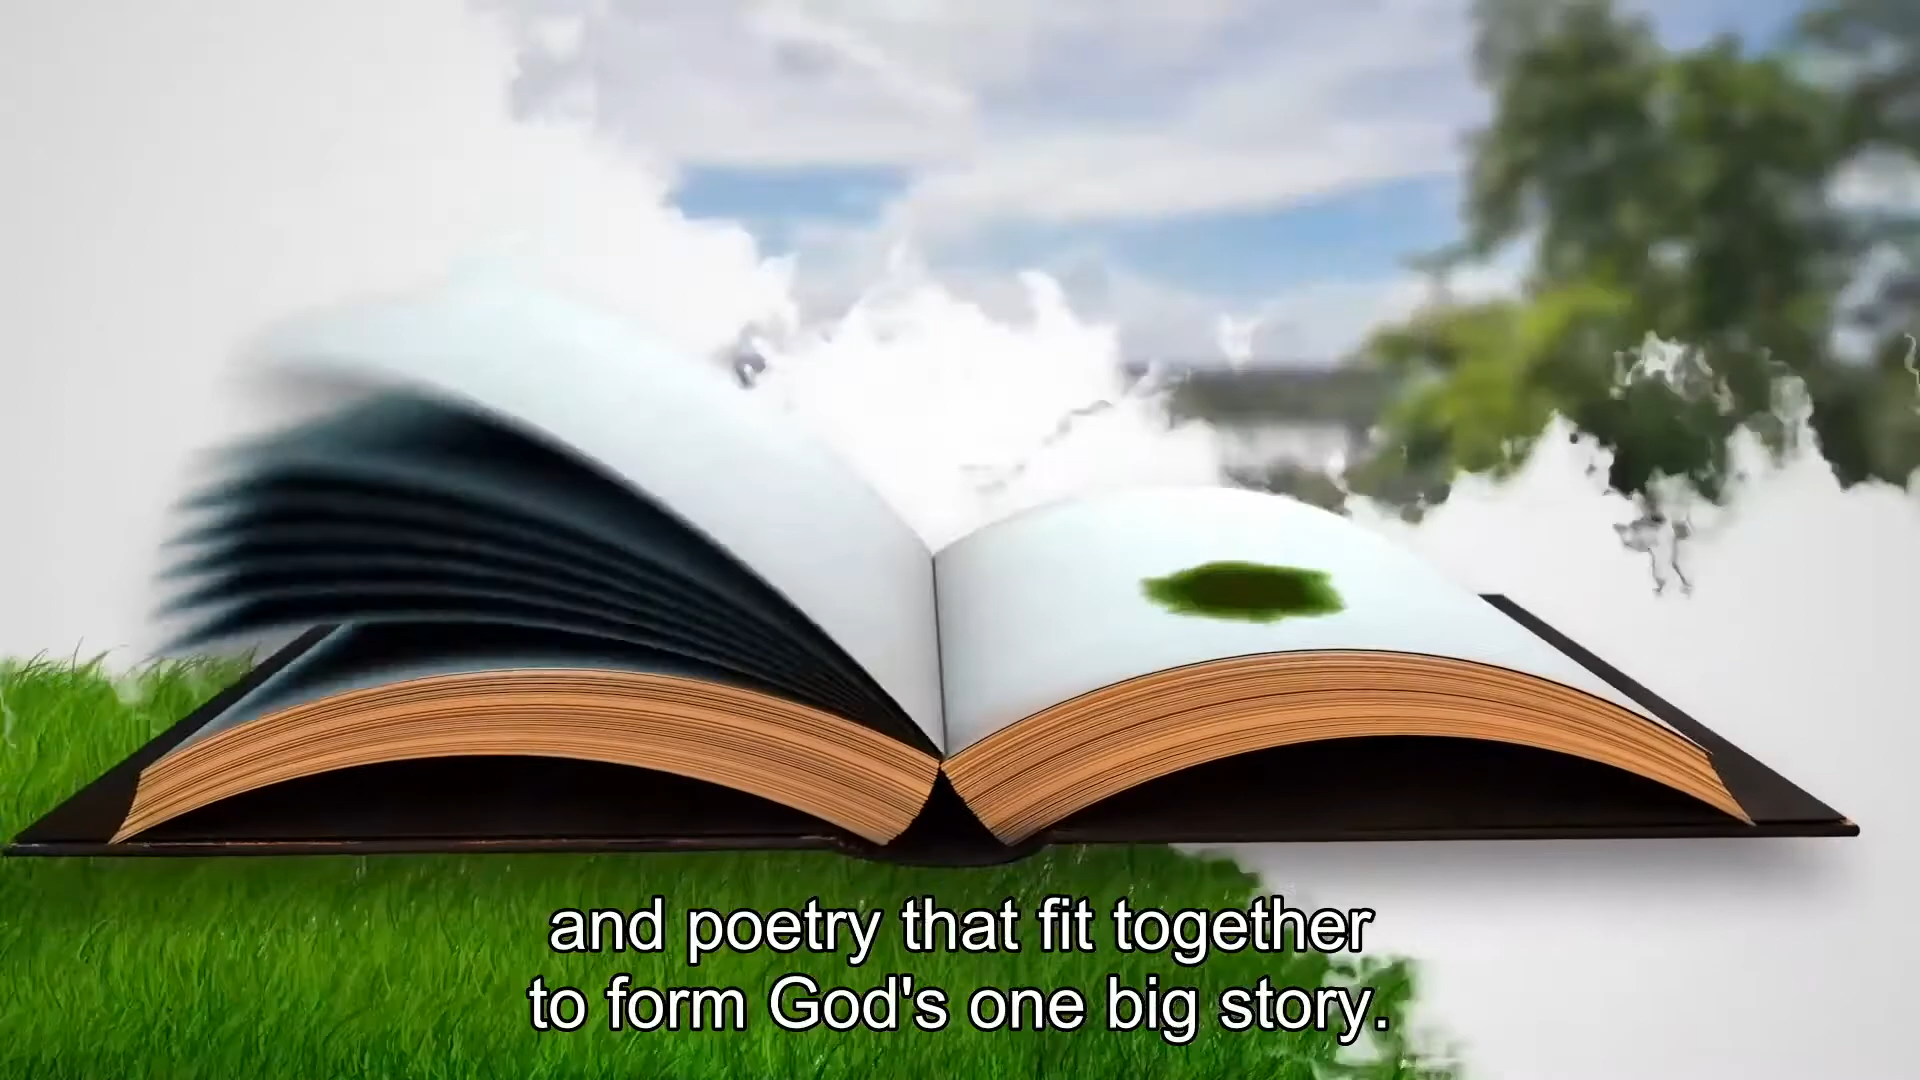 and poetry that fit together
to form God's one big story.